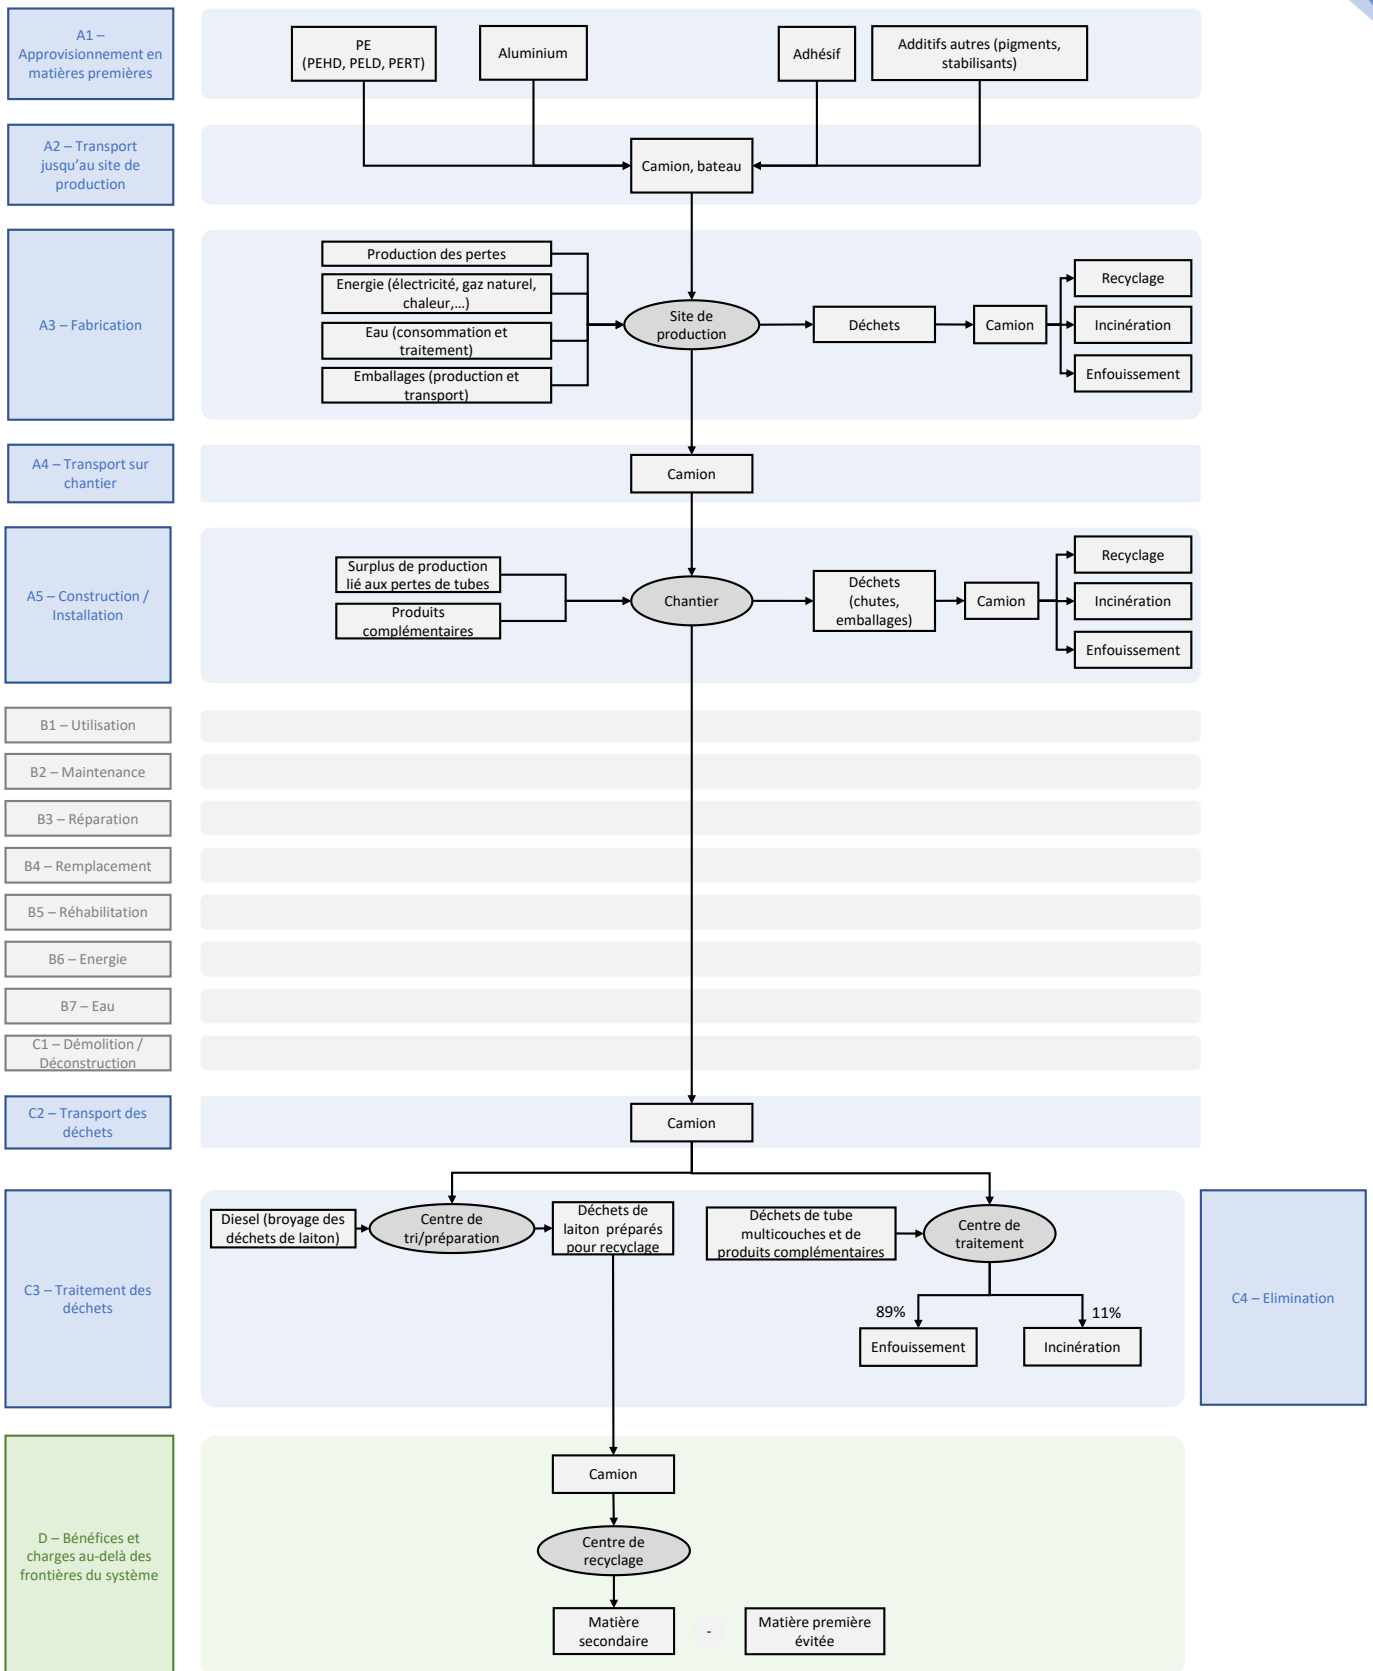 A1 –
Approvisionnement en
matières premières
PE
(PEHD, PELD, PERT)
Aluminium
Adhésif
Additifs autres (pigments,
stabilisants)
A2 – Transport
jusqu'au site de
production
Camion, bateau
A3 – Fabrication
Production des pertes
Energie (électricité, gaz naturel,
chaleur,...)
Eau (consommation et
traitement)
Emballages (production et
transport)
Site de
production
Déchets
Camion
Recyclage
Incinération
Enfouissement
A4 – Transport sur
chantier
Camion
A5 – Construction /
Installation
Surplus de production
lié aux pertes de tubes
Produits
complémentaires
Chantier
Déchets
(chutes,
emballages)
Camion
Recyclage
Incinération
Enfouissement
B1 – Utilisation
B2 – Maintenance
B3 – Réparation
B4 – Remplacement
B5 – Réhabilitation
B6 – Energie
B7 – Eau
C1 – Démolition /
Déconstruction
C2 – Transport des
déchets
Camion
C3 – Traitement des
déchets
Diesel (broyage des
déchets de laiton)
Centre de
tri/préparation
Déchets de
laiton préparés
pour recyclage
Déchets de tube
multicouches et de
produits complémentaires
Centre de
traitement
89%
11%
Enfouissement
Incinération
C4 – Elimination
D – Bénéfices et
charges au-delà des
frontières du système
Camion
Centre de
recyclage
Matière
secondaire
-
Matière première
évitée